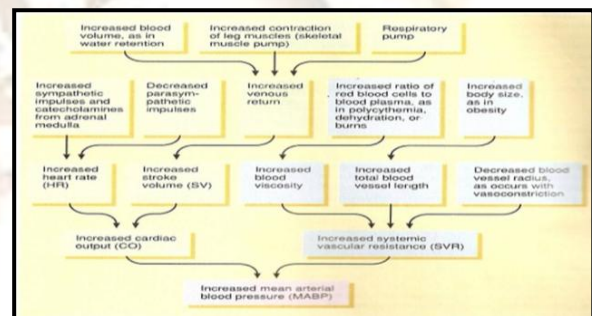 Increased blood
volume, as in
water retention
Increased contraction
of leg muscles (skeletal
muscle pump)
Respiratory
pump
Increased
sympathetic
impulses and
catecholamines
from adrenal
medulla
Decreased
parasym-
pathetic
impulses
Increased
venous
return
Increased ratio of
red blood cells to
blood plasma, as
in polycythemia,
dehydration, or
burns
Increased
body size,
as in
obesity
Increased
heart rate
(HR)
Increased
stroke
volume (SV)
Increased
blood
viscosity
Increased
total blood
vessel length
Decreased blood
vessel radius,
as occurs with
vasoconstriction
Increased cardiac
output (CO)
Increased systemic
vascular resistance (SVR)
Increased mean arterial
blood pressure (MABP)